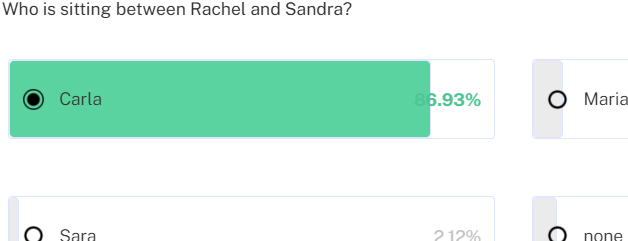 Who is sitting between Rachel and Sandra?
Carla 86.93% Maria
Sara 2.12% none